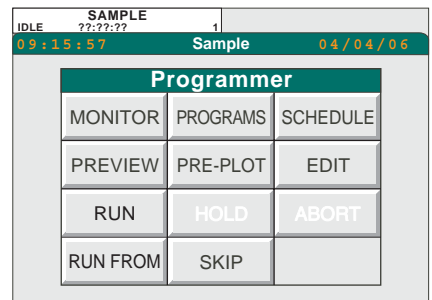 SAMPLE
IDLE ??:??:?? 1
09:15:57 Sample 04/04/06
Programmer
MONITOR PROGRAMS SCHEDULE
PREVIEW PRE-PLOT EDIT
RUN HOLD ABORT
RUN FROM SKIP